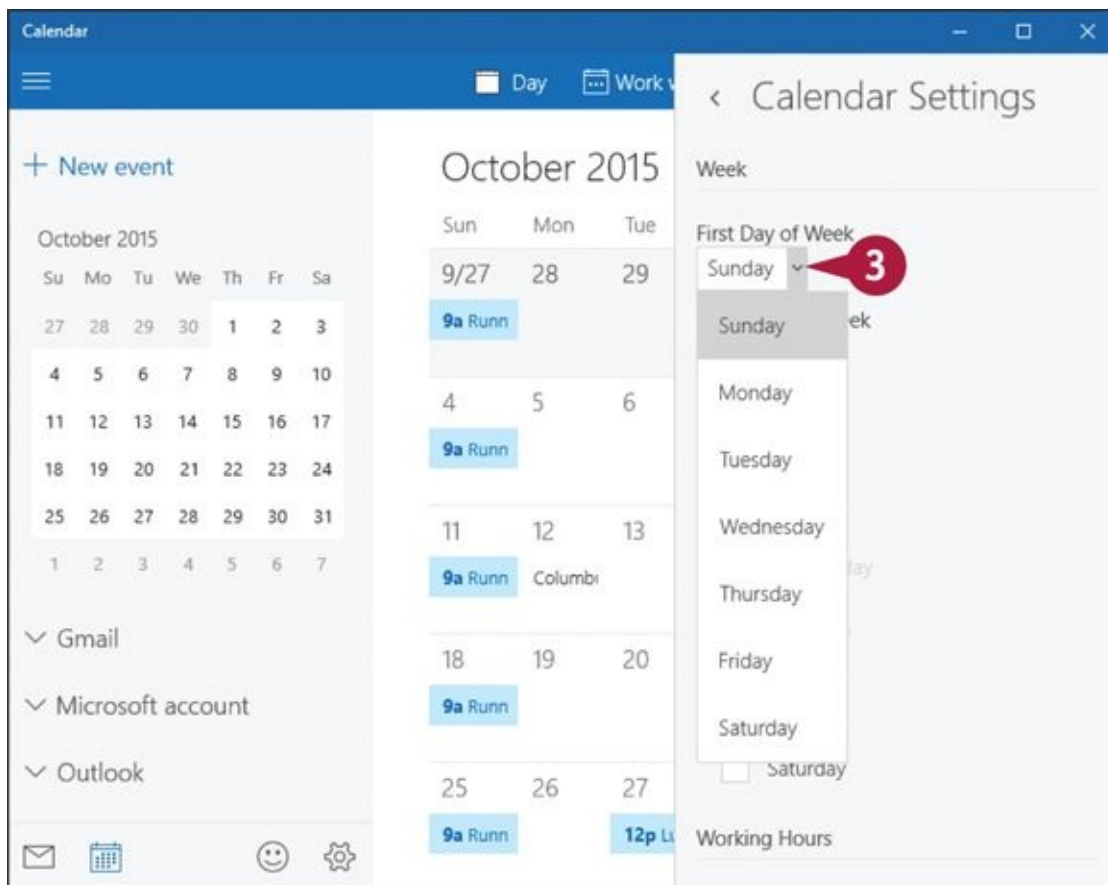 Calendar
Day Work
Calendar Settings
+ New event
October 2015
Su Mo Tu We Th Fr Sa
27 28 29 30 1 2 3
4 5 6 7 8 9 10
11 12 13 14 15 16 17
18 19 20 21 22 23 24
25 26 27 28 29 30 31
1 2 3 4 5 6 7
Gmail
Microsoft account
Outlook
October 2015
Sun Mon Tue
9/27 28 29
9a Runn
4 5 6
9a Runn
11 12 13
9a Runn Columb
18 19 20
9a Runn
25 26 27
9a Runn 12p L
Week
First Day of Week
Sunday 3
Sunday ek
Monday
Tuesday
Wednesday
Thursday
day
Friday
Saturday
Saturday
Working Hours